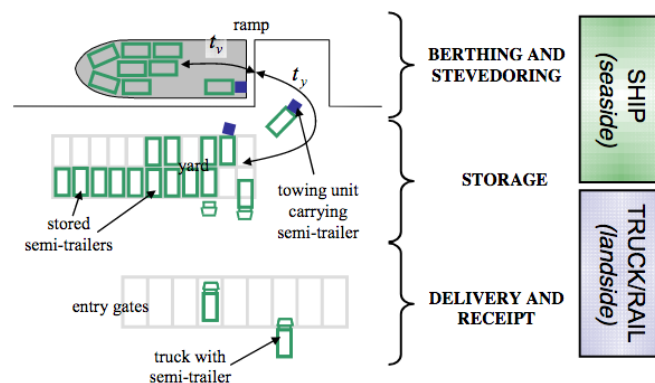 ramp
t_v
t_y
BERTHING AND
STEVEDORING
SHIP
(seaside)
yard
towing unit
carrying
semi-trailer
STORAGE
stored
semi-trailers
TRUCK/RAIL
(landside)
entry gates
DELIVERY AND
RECEIPT
truck with
semi-trailer